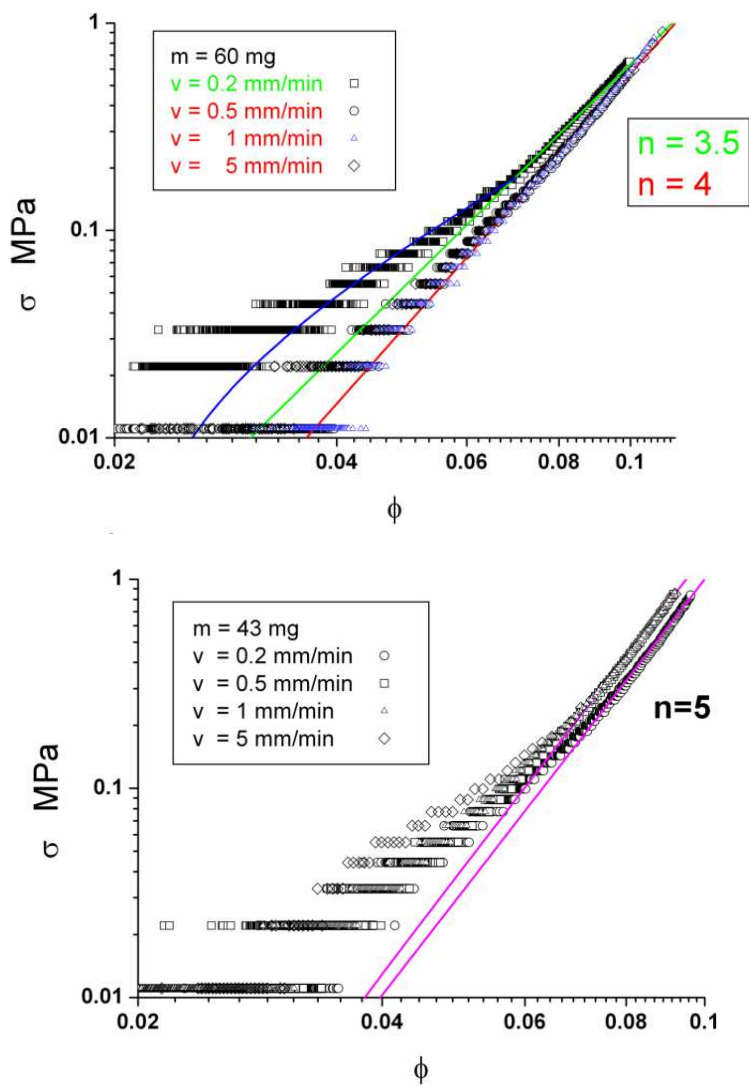 1
m = 60 mg
v = 0.2 mm/min
v = 0.5 mm/min
v = 1 mm/min
v = 5 mm/min
n = 3.5
n = 4
0.1
σ MPa
0.01
0.02 0.04 0.06 0.08 0.1
ϕ
1
m = 43 mg
v = 0.2 mm/min
v = 0.5 mm/min
v = 1 mm/min
v = 5 mm/min
n=5
0.1
σ MPa
0.01
0.02 0.04 0.06 0.08 0.1
ϕ